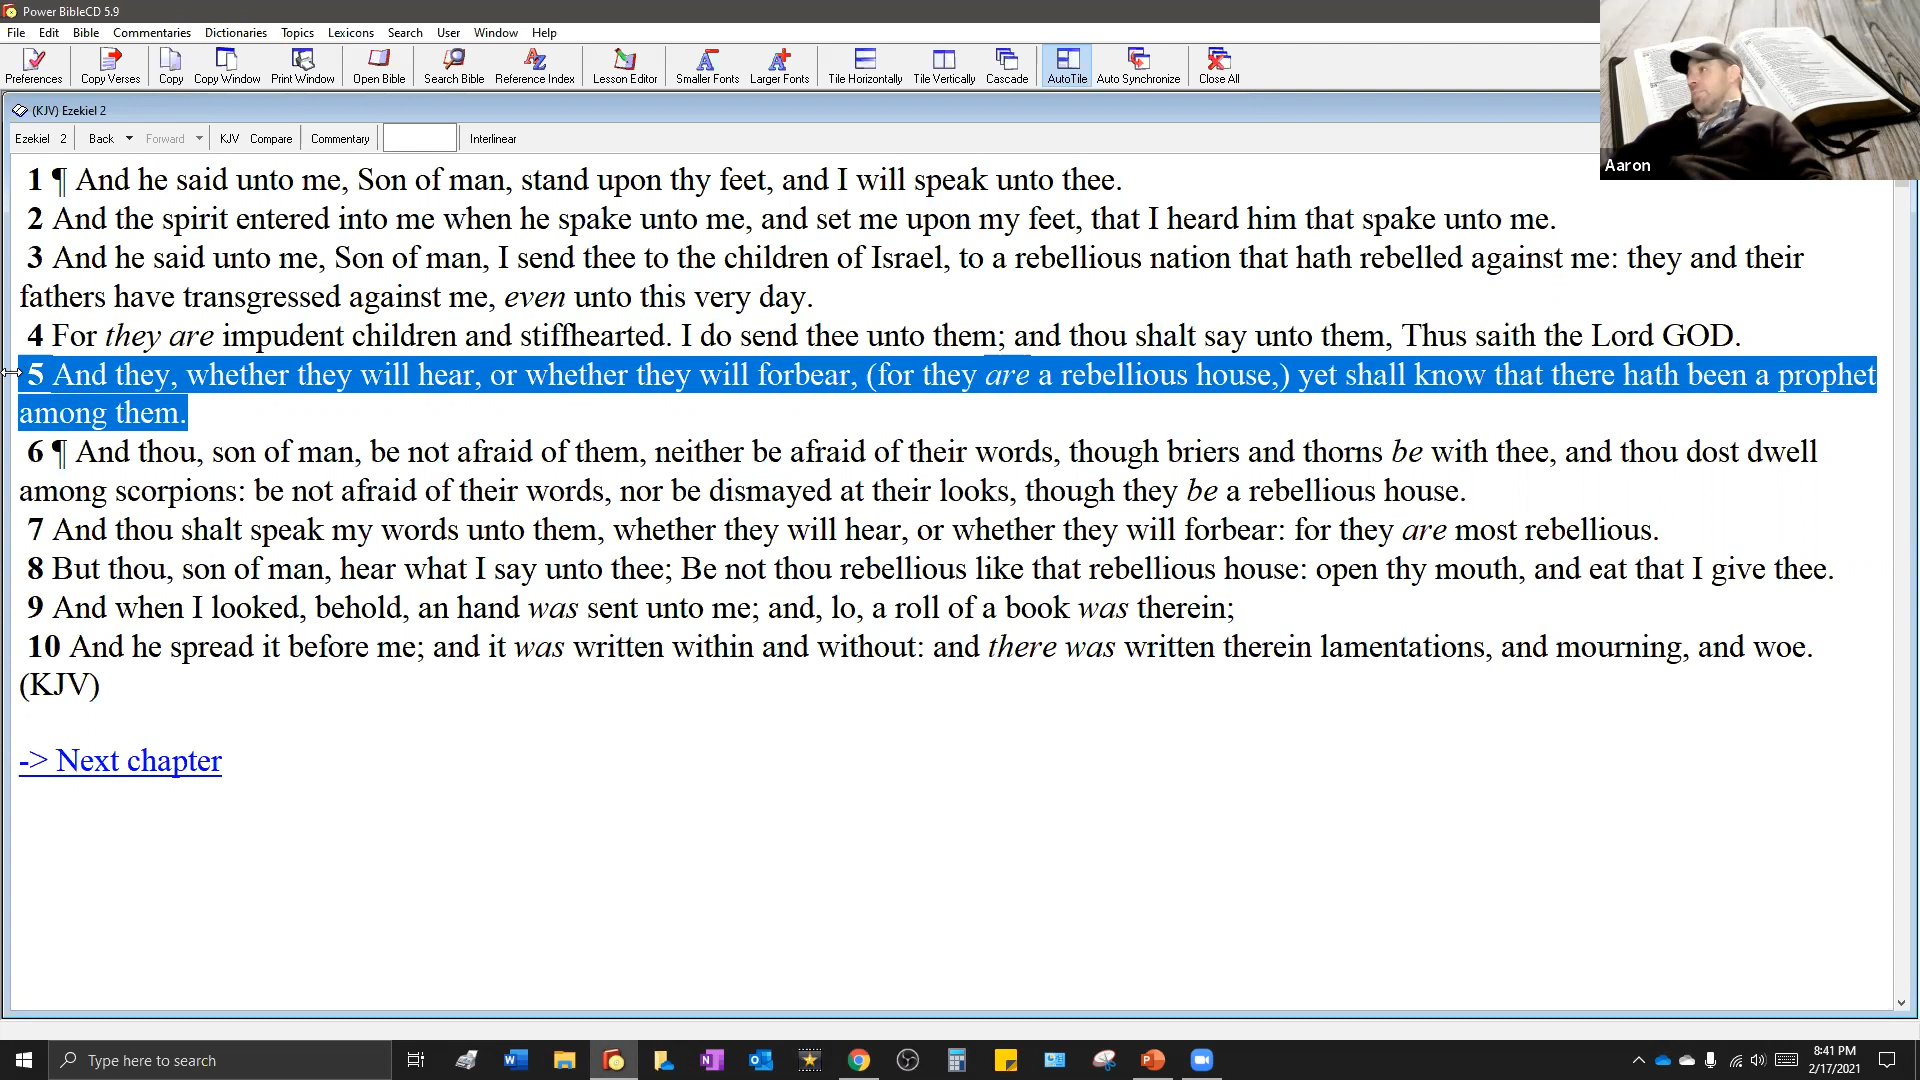 Power BibleCD 5.9
File Edit Bible Commentaries Dictionaries Topics Lexicons Search User Window Help
Preferences Copy Verses Copy Copy Window Print Window Open Bible Search Bible Reference Index Lesson Editor Smaller Fonts Larger Fonts Tile Horizontally Tile Vertically Cascade AutoTile Auto Synchronize Close All
(KJV) Ezekiel 2
Ezekiel 2 Back Forward KJV Compare Commentary Interlinear
Aaron
1 ¶ And he said unto me, Son of man, stand upon thy feet, and I will speak unto thee.
2 And the spirit entered into me when he spake unto me, and set me upon my feet, that I heard him that spake unto me.
3 And he said unto me, Son of man, I send thee to the children of Israel, to a rebellious nation that hath rebelled against me: they and their
fathers have transgressed against me, even unto this very day.
4 For they are impudent children and stiffhearted. I do send thee unto them; and thou shalt say unto them, Thus saith the Lord GOD.
5 And they, whether they will hear, or whether they will forbear, (for they are a rebellious house,) yet shall know that there hath been a prophet
among them.
6 ¶ And thou, son of man, be not afraid of them, neither be afraid of their words, though briers and thorns be with thee, and thou dost dwell
among scorpions: be not afraid of their words, nor be dismayed at their looks, though they be a rebellious house.
7 And thou shalt speak my words unto them, whether they will hear, or whether they will forbear: for they are most rebellious.
8 But thou, son of man, hear what I say unto thee; Be not thou rebellious like that rebellious house: open thy mouth, and eat that I give thee.
9 And when I looked, behold, an hand was sent unto me; and, lo, a roll of a book was therein;
10 And he spread it before me; and it was written within and without: and there was written therein lamentations, and mourning, and woe.
(KJV)
-> Next chapter
Type here to search
8:41 PM
2/17/2021